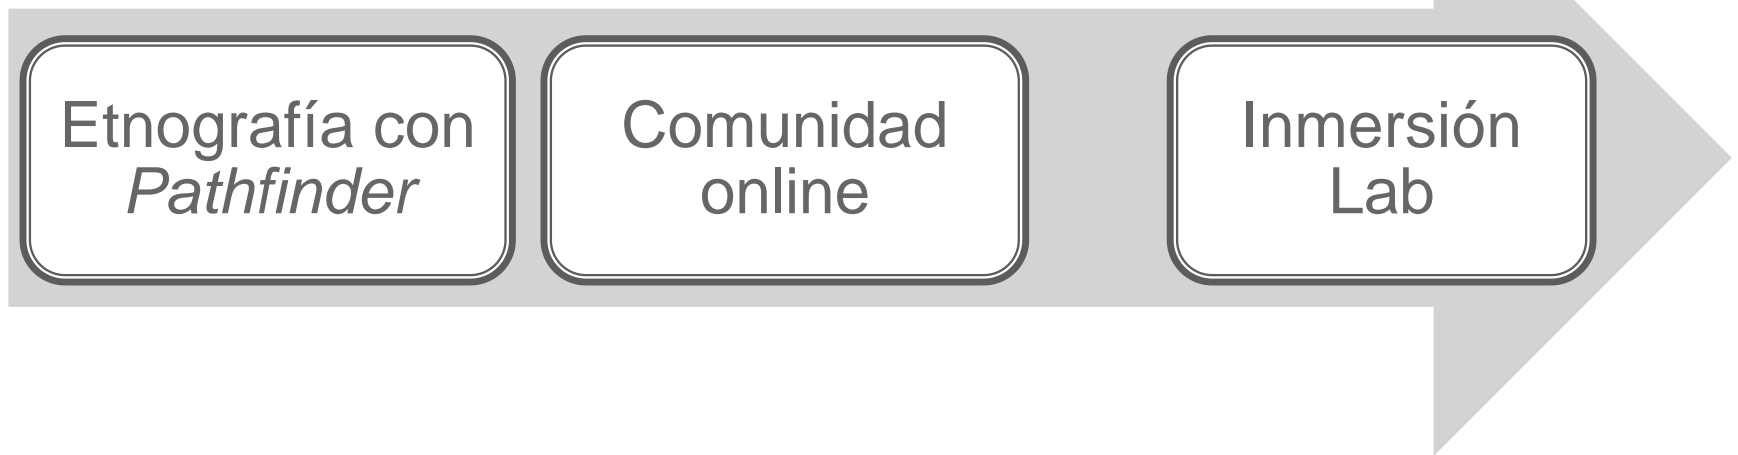 Etnografía con
Pathfinder
Comunidad
online
Inmersión
Lab